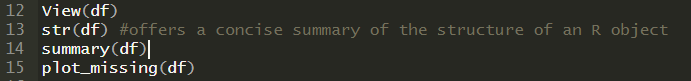 12 View(df)
13 str(df) #offers a concise summary of the structure of an R object
14 summary(df)
15 plot_missing(df)